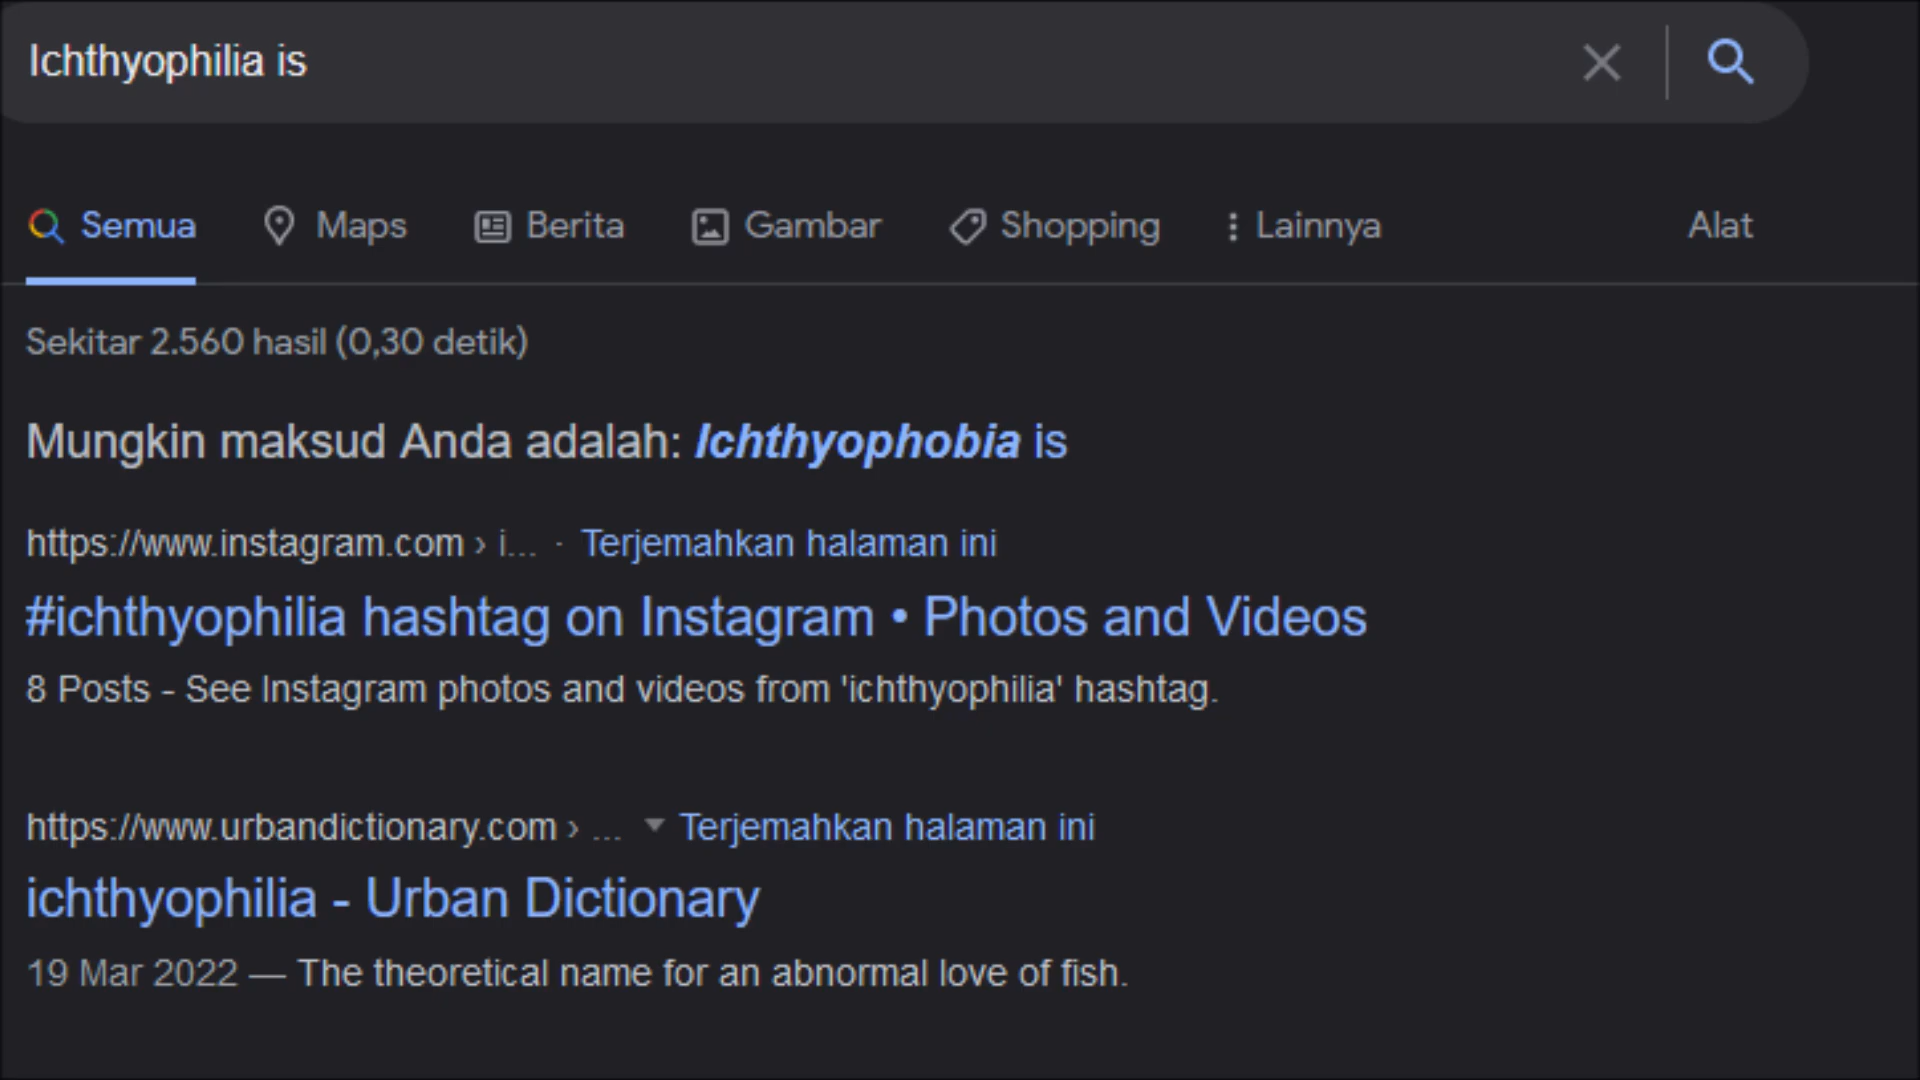 Ichthyophilia is
Semua Maps Berita Gambar Shopping Lainnya Alat
Sekitar 2.560 hasil (0,30 detik)
Mungkin maksud Anda adalah: Ichthyophobia is
https://www.instagram.com › i... · Terjemahkan halaman ini
#ichthyophilia hashtag on Instagram • Photos and Videos
8 Posts - See Instagram photos and videos from 'ichthyophilia' hashtag.
https://www.urbandictionary.com › ... Terjemahkan halaman ini
ichthyophilia - Urban Dictionary
19 Mar 2022 — The theoretical name for an abnormal love of fish.